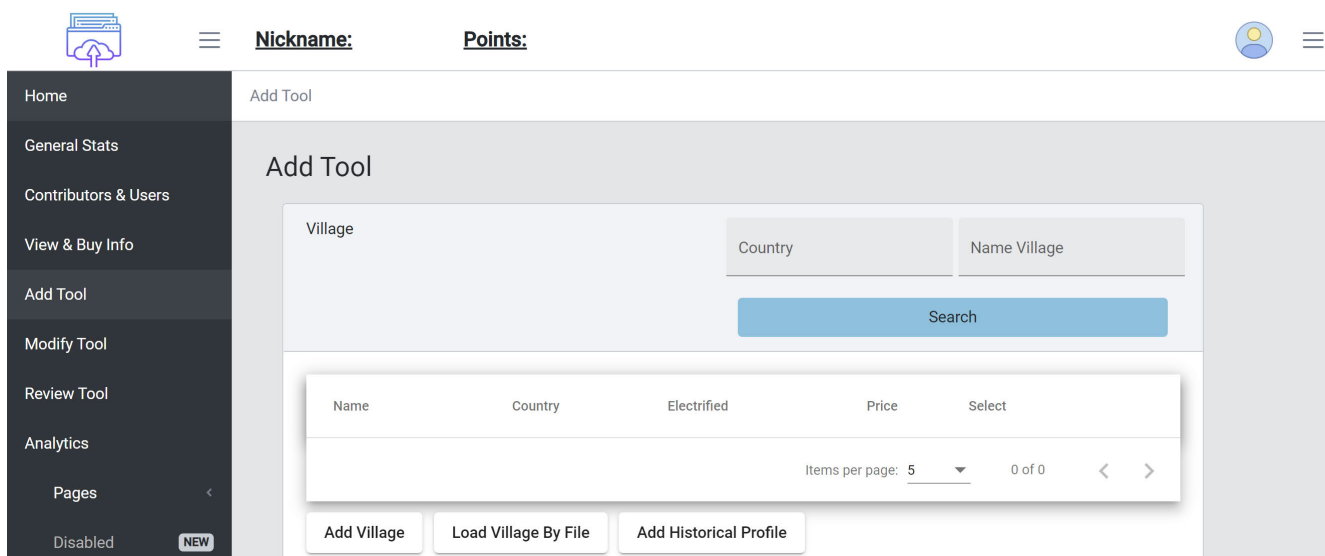 Nickname: Points:
Home
Add Tool
General Stats
Contributors & Users
View & Buy Info
Add Tool
Modify Tool
Review Tool
Analytics
Pages
Disabled NEW
Add Tool
Village
Country Name Village
Search
Name Country Electrified Price Select
Items per page: 5 0 of 0
Add Village Load Village By File Add Historical Profile